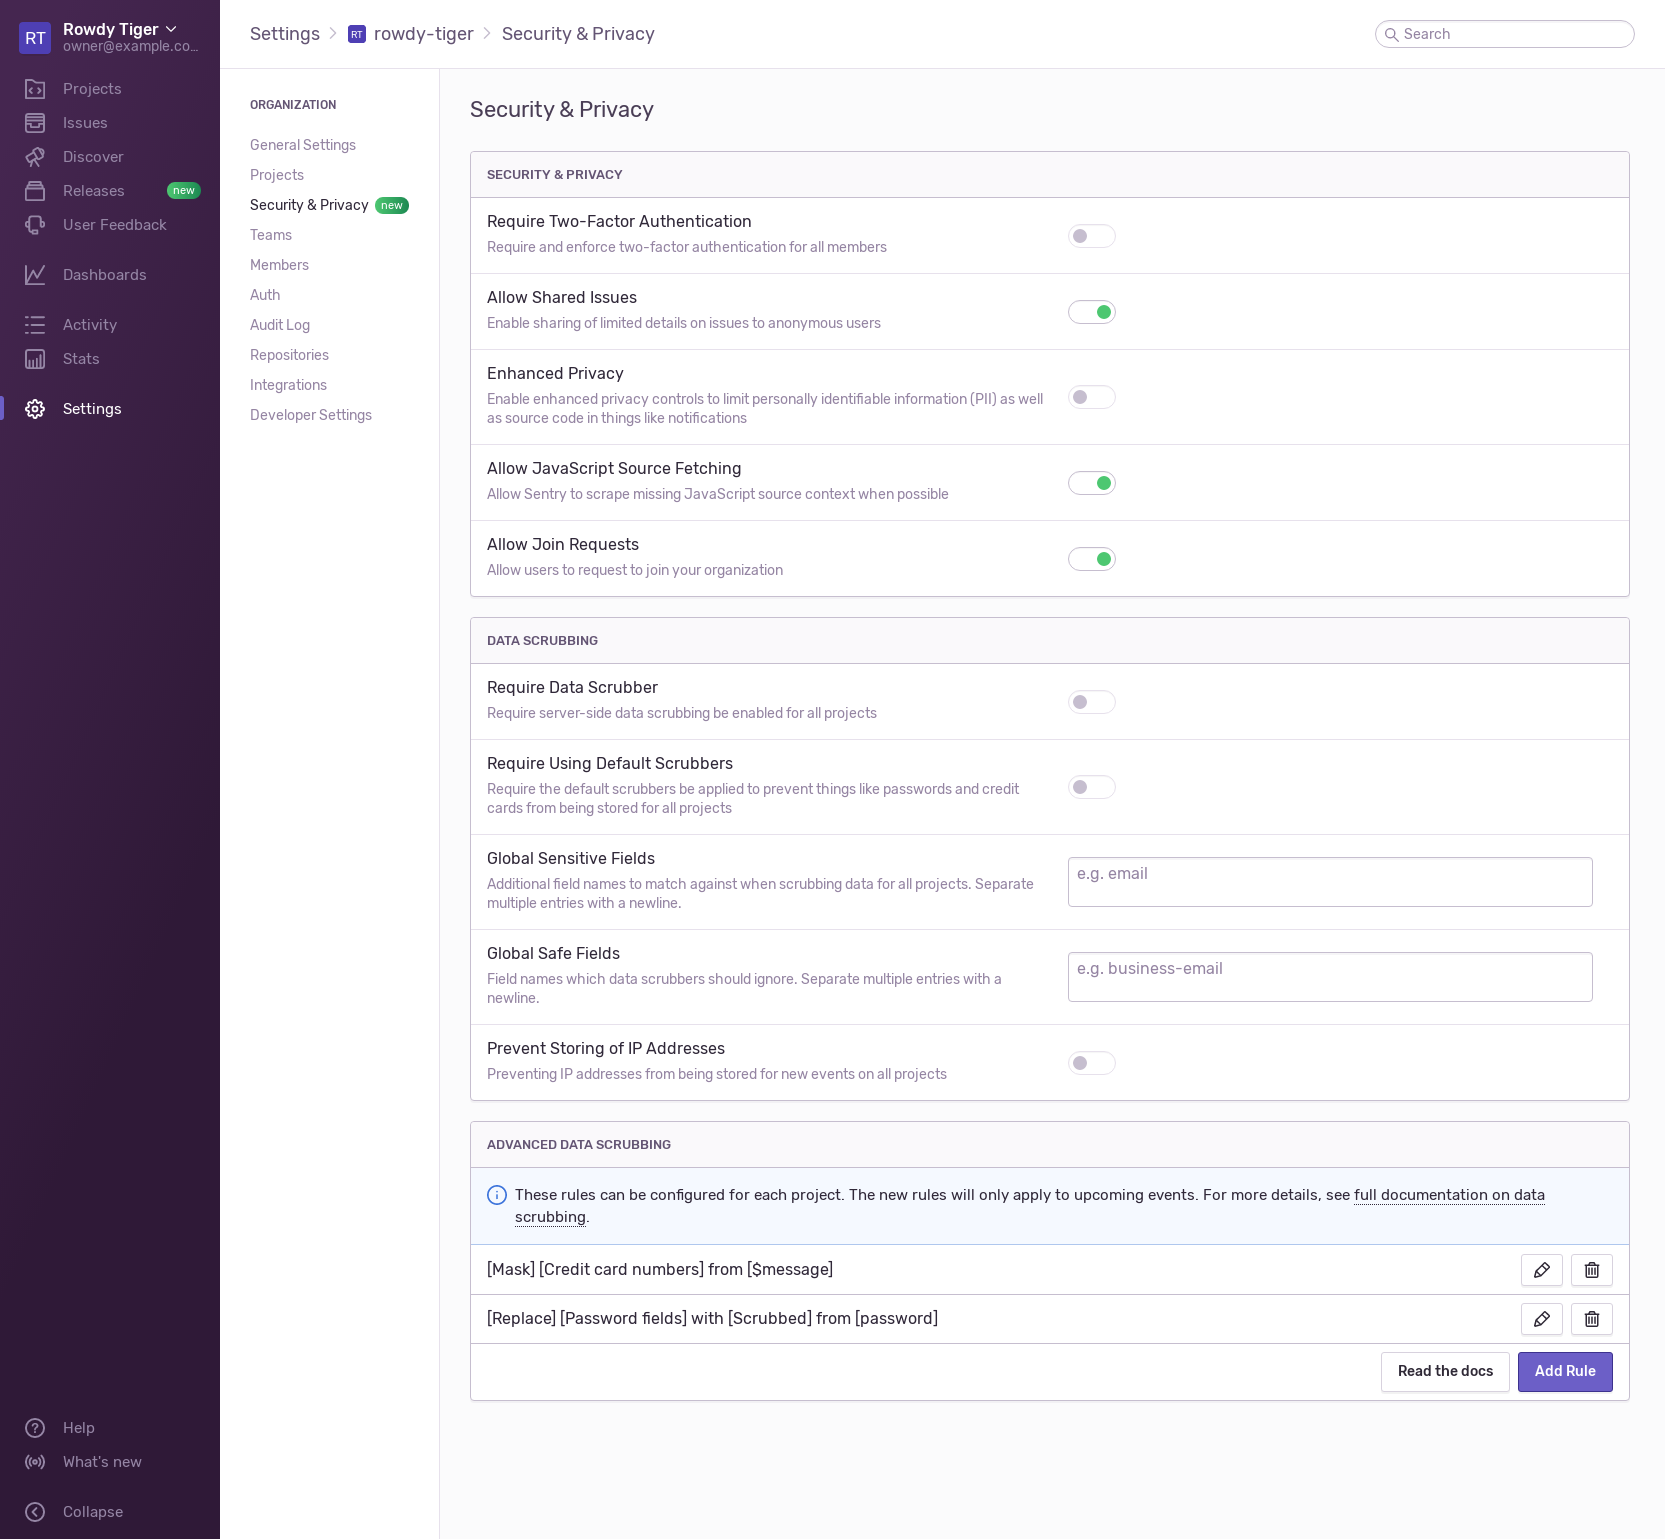 RT
Rowdy Tiger
owner@example.co...
Projects
Issues
Discover
Releases new
User Feedback
Dashboards
Activity
Stats
Settings
Help
What's new
Collapse
Settings > RT rowdy-tiger > Security & Privacy
Search
ORGANIZATION
General Settings
Projects
Security & Privacy new
Teams
Members
Auth
Audit Log
Repositories
Integrations
Developer Settings
Security & Privacy
SECURITY & PRIVACY
Require Two-Factor Authentication
Require and enforce two-factor authentication for all members
Allow Shared Issues
Enable sharing of limited details on issues to anonymous users
Enhanced Privacy
Enable enhanced privacy controls to limit personally identifiable information (PII) as well
as source code in things like notifications
Allow JavaScript Source Fetching
Allow Sentry to scrape missing JavaScript source context when possible
Allow Join Requests
Allow users to request to join your organization
DATA SCRUBBING
Require Data Scrubber
Require server-side data scrubbing be enabled for all projects
Require Using Default Scrubbers
Require the default scrubbers be applied to prevent things like passwords and credit
cards from being stored for all projects
Global Sensitive Fields
Additional field names to match against when scrubbing data for all projects. Separate
multiple entries with a newline.
e.g. email
Global Safe Fields
Field names which data scrubbers should ignore. Separate multiple entries with a
newline.
e.g. business-email
Prevent Storing of IP Addresses
Preventing IP addresses from being stored for new events on all projects
ADVANCED DATA SCRUBBING
These rules can be configured for each project. The new rules will only apply to upcoming events. For more details, see full documentation on data
scrubbing.
[Mask] [Credit card numbers] from [$message]
[Replace] [Password fields] with [Scrubbed] from [password]
Read the docs
Add Rule